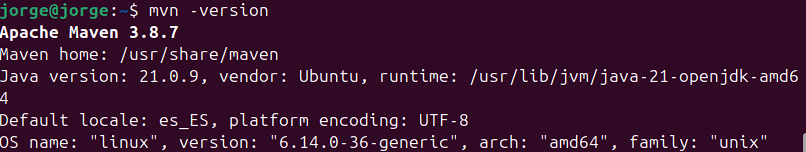 jorge@jorge:~$ mvn -version
Apache Maven 3.8.7
Maven home: /usr/share/maven
Java version: 21.0.9, vendor: Ubuntu, runtime: /usr/lib/jvm/java-21-openjdk-amd6
4
Default locale: es_ES, platform encoding: UTF-8
OS name: "linux", version: "6.14.0-36-generic", arch: "amd64", family: "unix"